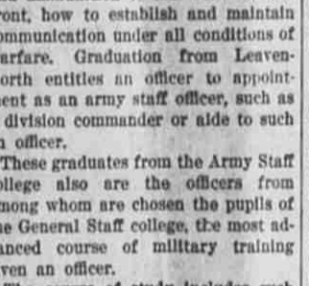 ront, how to establish and maintain
ommunication under all conditions of
arfare. Graduation from Leaven-
orth entitles an officer to appoint-
ent as an army staff officer, such as
division commander or aide to such
n officer.
These graduates from the Army Staff
ollege also are the officers from
mong whom are chosen the pupils of
he General Staff college, the most ad-
anced course of military training
ven an officer.